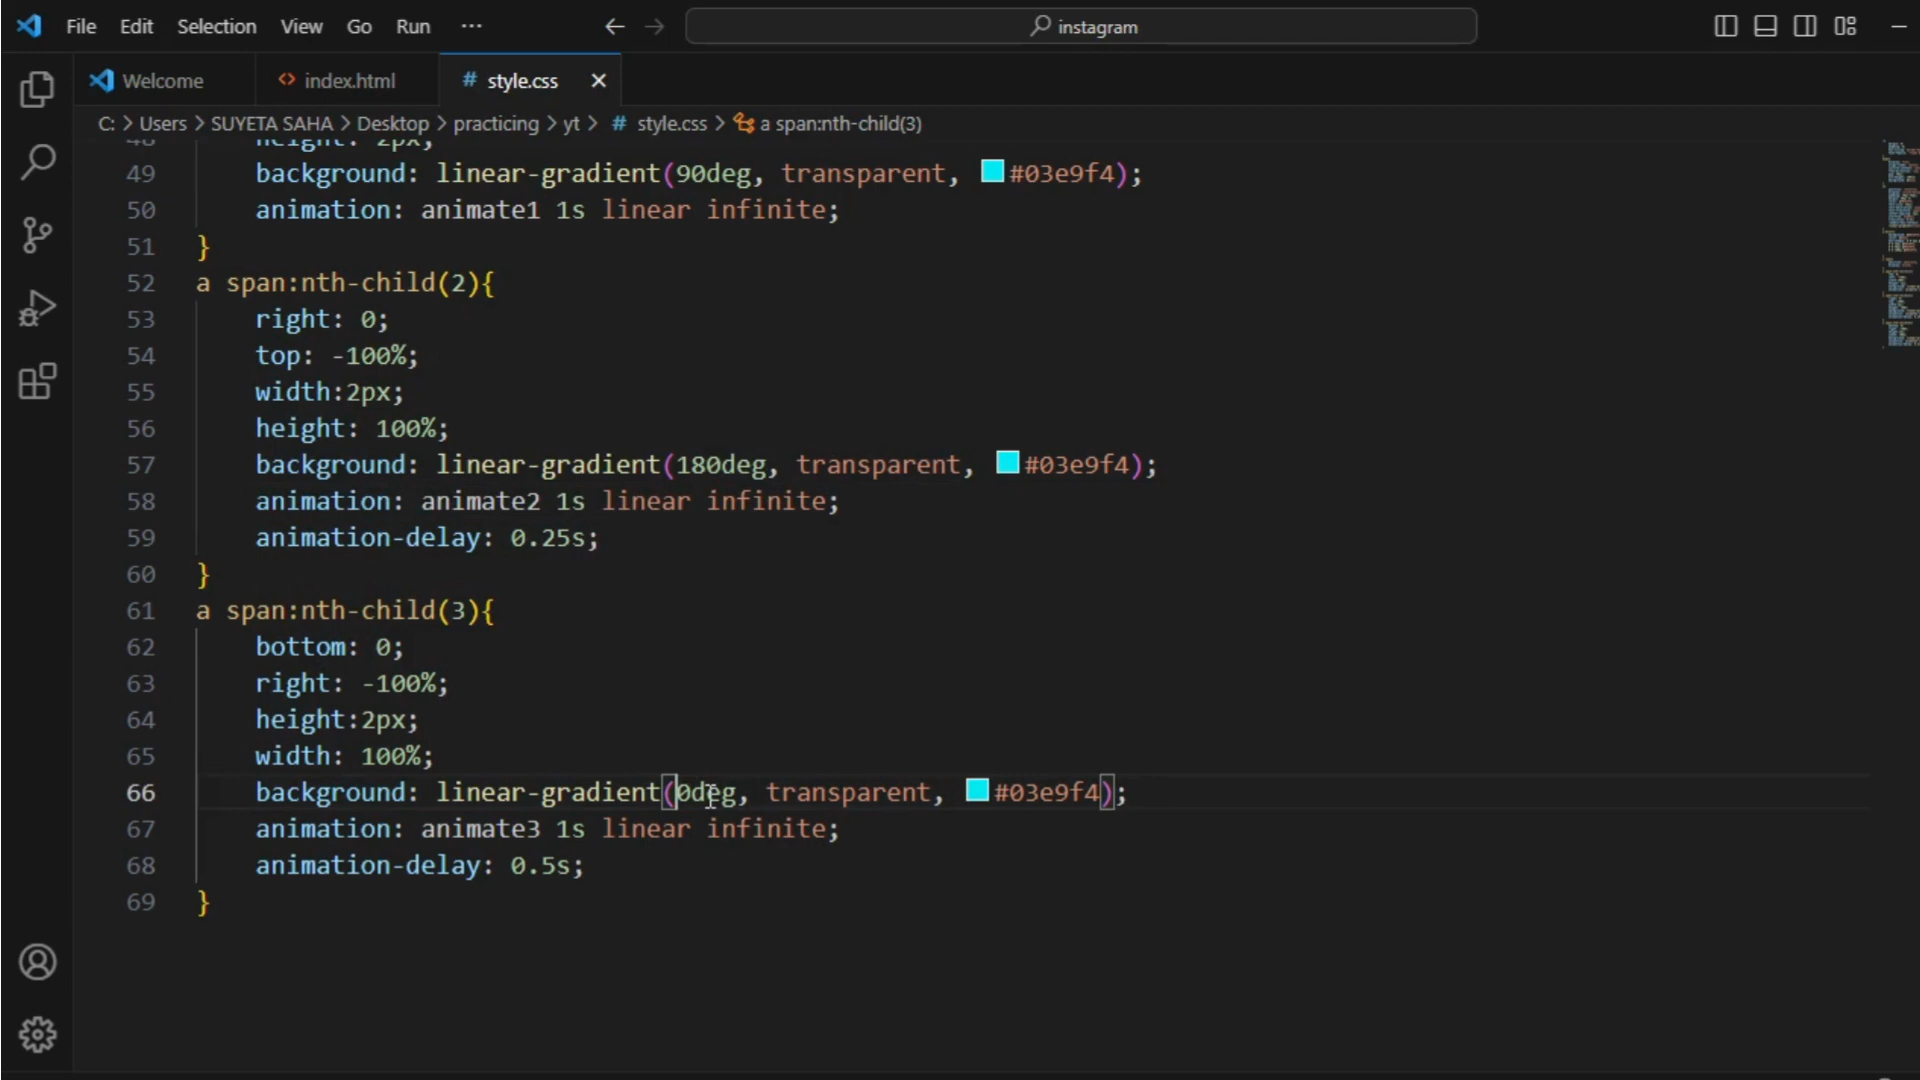 File Edit Selection View Go Run ··· instagram
Welcome index.html style.css
C: > Users > SUYETA SAHA > Desktop > practicing > yt > # style.css > a span:nth-child(3)
48 height: 2px;
49 background: linear-gradient(90deg, transparent, #03e9f4);
50 animation: animate1 1s linear infinite;
51 }
52 a span:nth-child(2){
53 right: 0;
54 top: -100%;
55 width:2px;
56 height: 100%;
57 background: linear-gradient(180deg, transparent, #03e9f4);
58 animation: animate2 1s linear infinite;
59 animation-delay: 0.25s;
60 }
61 a span:nth-child(3){
62 bottom: 0;
63 right: -100%;
64 height:2px;
65 width: 100%;
66 background: linear-gradient(0deg, transparent, #03e9f4);
67 animation: animate3 1s linear infinite;
68 animation-delay: 0.5s;
69 }